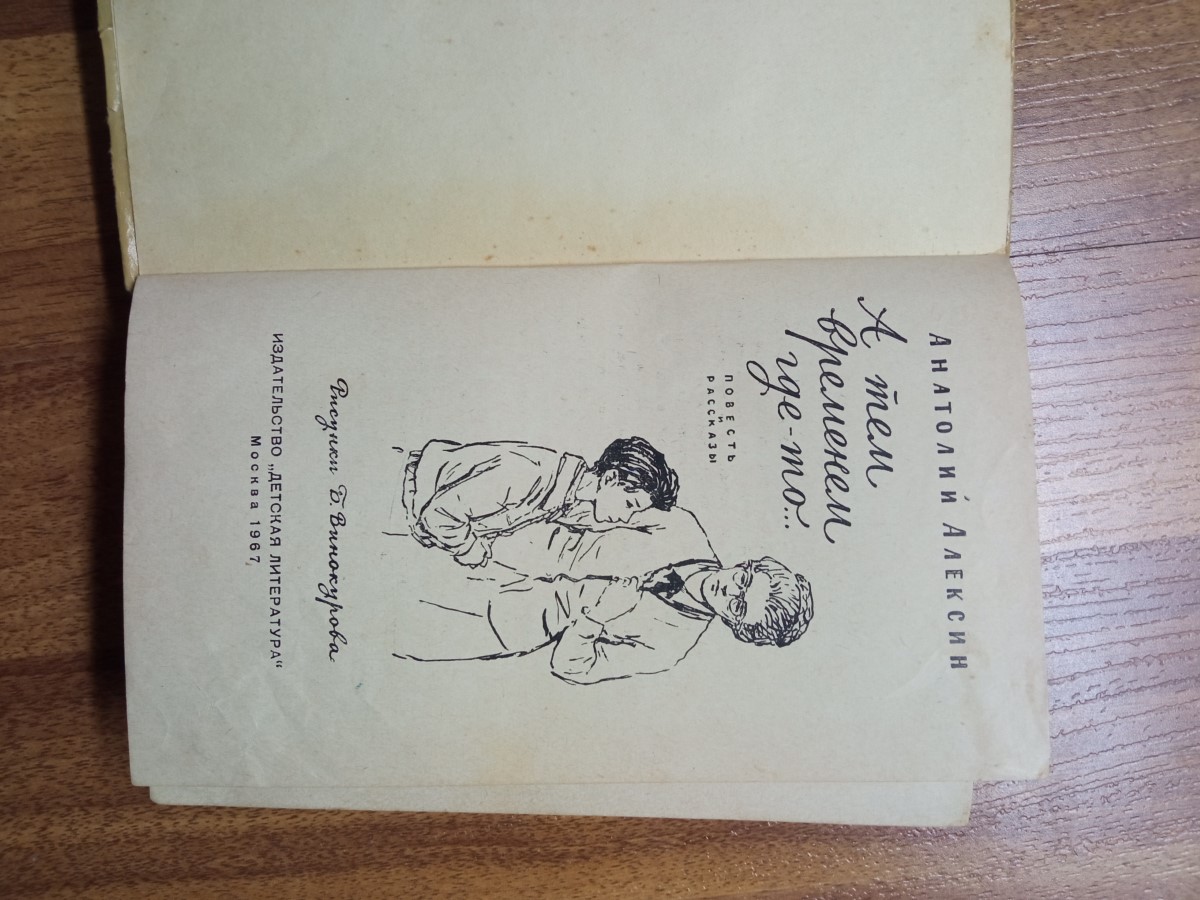 Анатолий Алексин
А тем
временем
где-то...
ПОВЕСТЬ
И
РАССКАЗЫ
Рисунки Б. Винокурова
ИЗДАТЕЛЬСТВО „ДЕТСКАЯ ЛИТЕРАТУРА“
Москва 1967